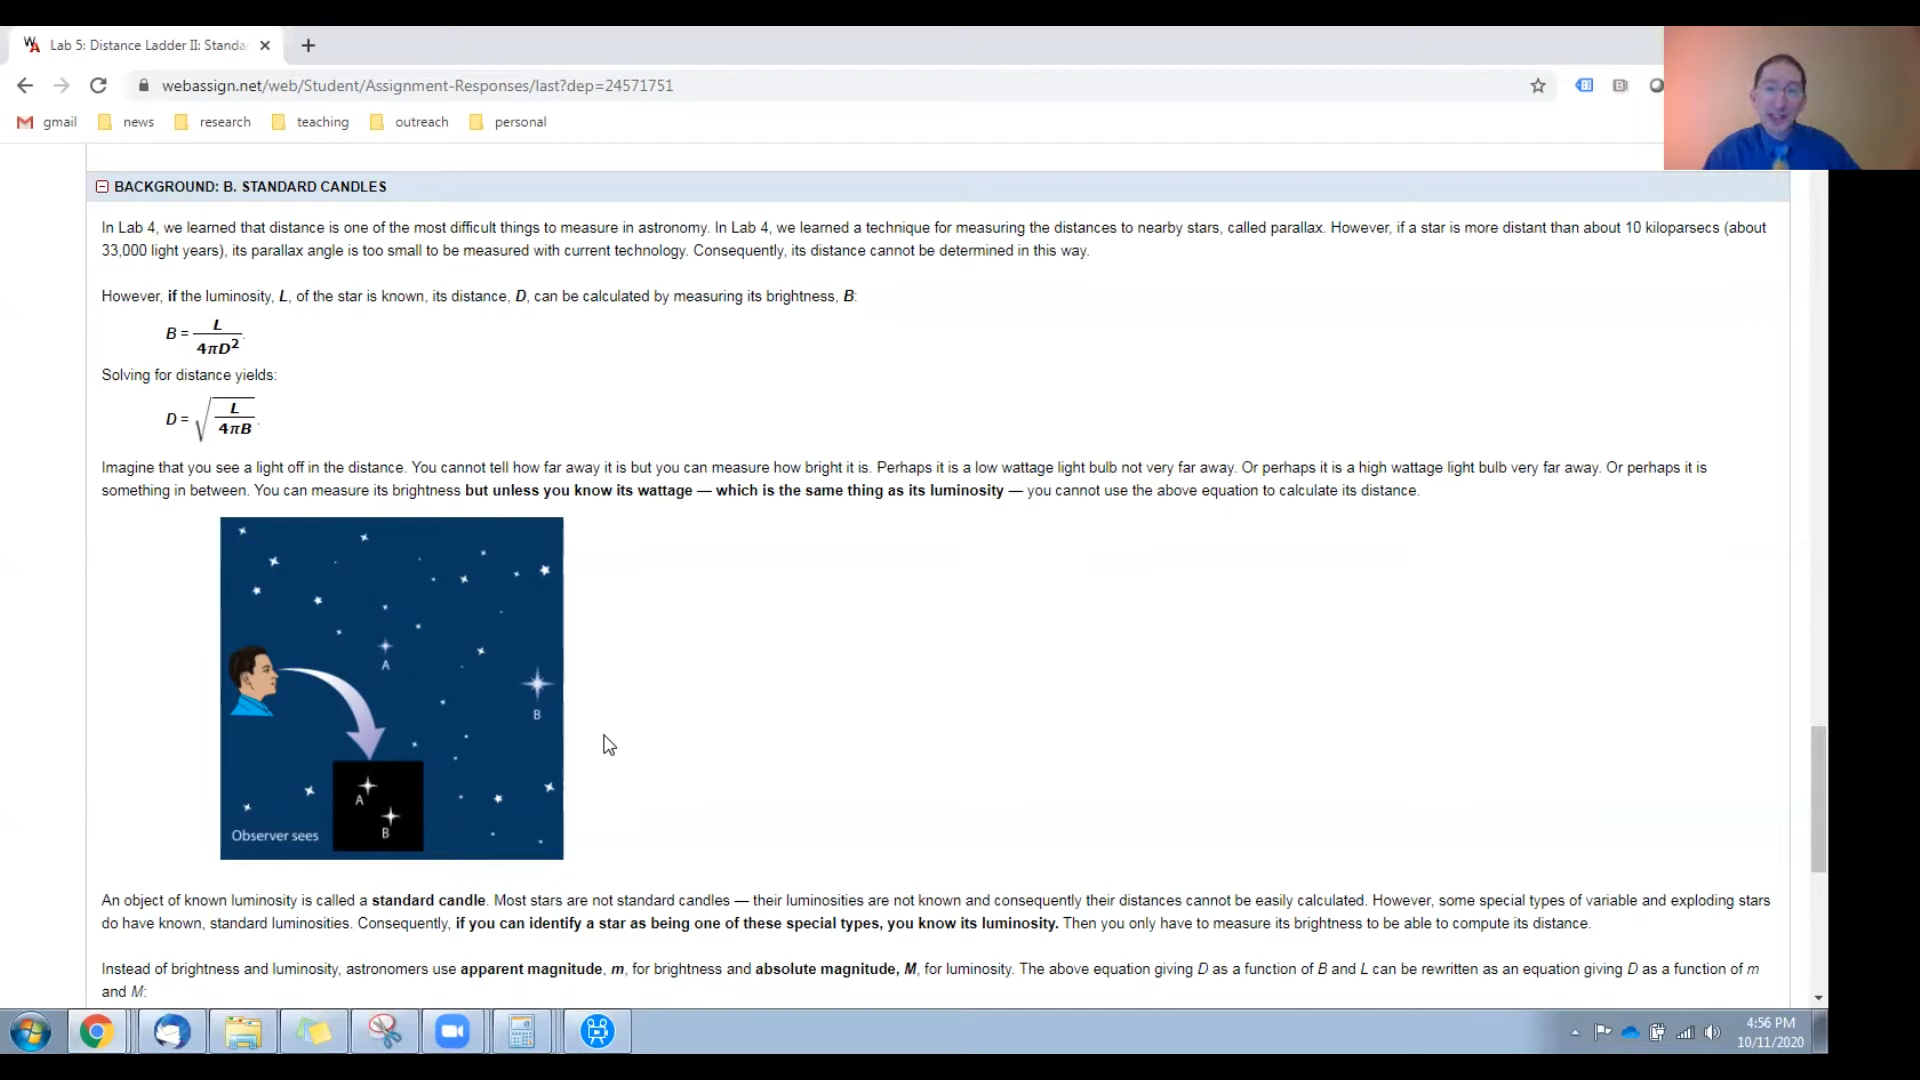 Lab 5: Distance Ladder II: Standa
webassign.net/web/Student/Assignment-Responses/last?dep=24571751
gmail news research teaching outreach personal
BACKGROUND: B. STANDARD CANDLES
In Lab 4, we learned that distance is one of the most difficult things to measure in astronomy. In Lab 4, we learned a technique for measuring the distances to nearby stars, called parallax. However, if a star is more distant than about 10 kiloparsecs (about
33,000 light years), its parallax angle is too small to be measured with current technology. Consequently, its distance cannot be determined in this way.
However, if the luminosity, L, of the star is known, its distance, D, can be calculated by measuring its brightness, B:
B = L / 4πD²
Solving for distance yields:
D = √(L / 4πB).
Imagine that you see a light off in the distance. You cannot tell how far away it is but you can measure how bright it is. Perhaps it is a low wattage light bulb not very far away. Or perhaps it is a high wattage light bulb very far away. Or perhaps it is
something in between. You can measure its brightness but unless you know its wattage — which is the same thing as its luminosity — you cannot use the above equation to calculate its distance.
A
B
A
B
Observer sees
An object of known luminosity is called a standard candle. Most stars are not standard candles — their luminosities are not known and consequently their distances cannot be easily calculated. However, some special types of variable and exploding stars
do have known, standard luminosities. Consequently, if you can identify a star as being one of these special types, you know its luminosity. Then you only have to measure its brightness to be able to compute its distance.
Instead of brightness and luminosity, astronomers use apparent magnitude, m, for brightness and absolute magnitude, M, for luminosity. The above equation giving D as a function of B and L can be rewritten as an equation giving D as a function of m
and M:
4:56 PM
10/11/2020